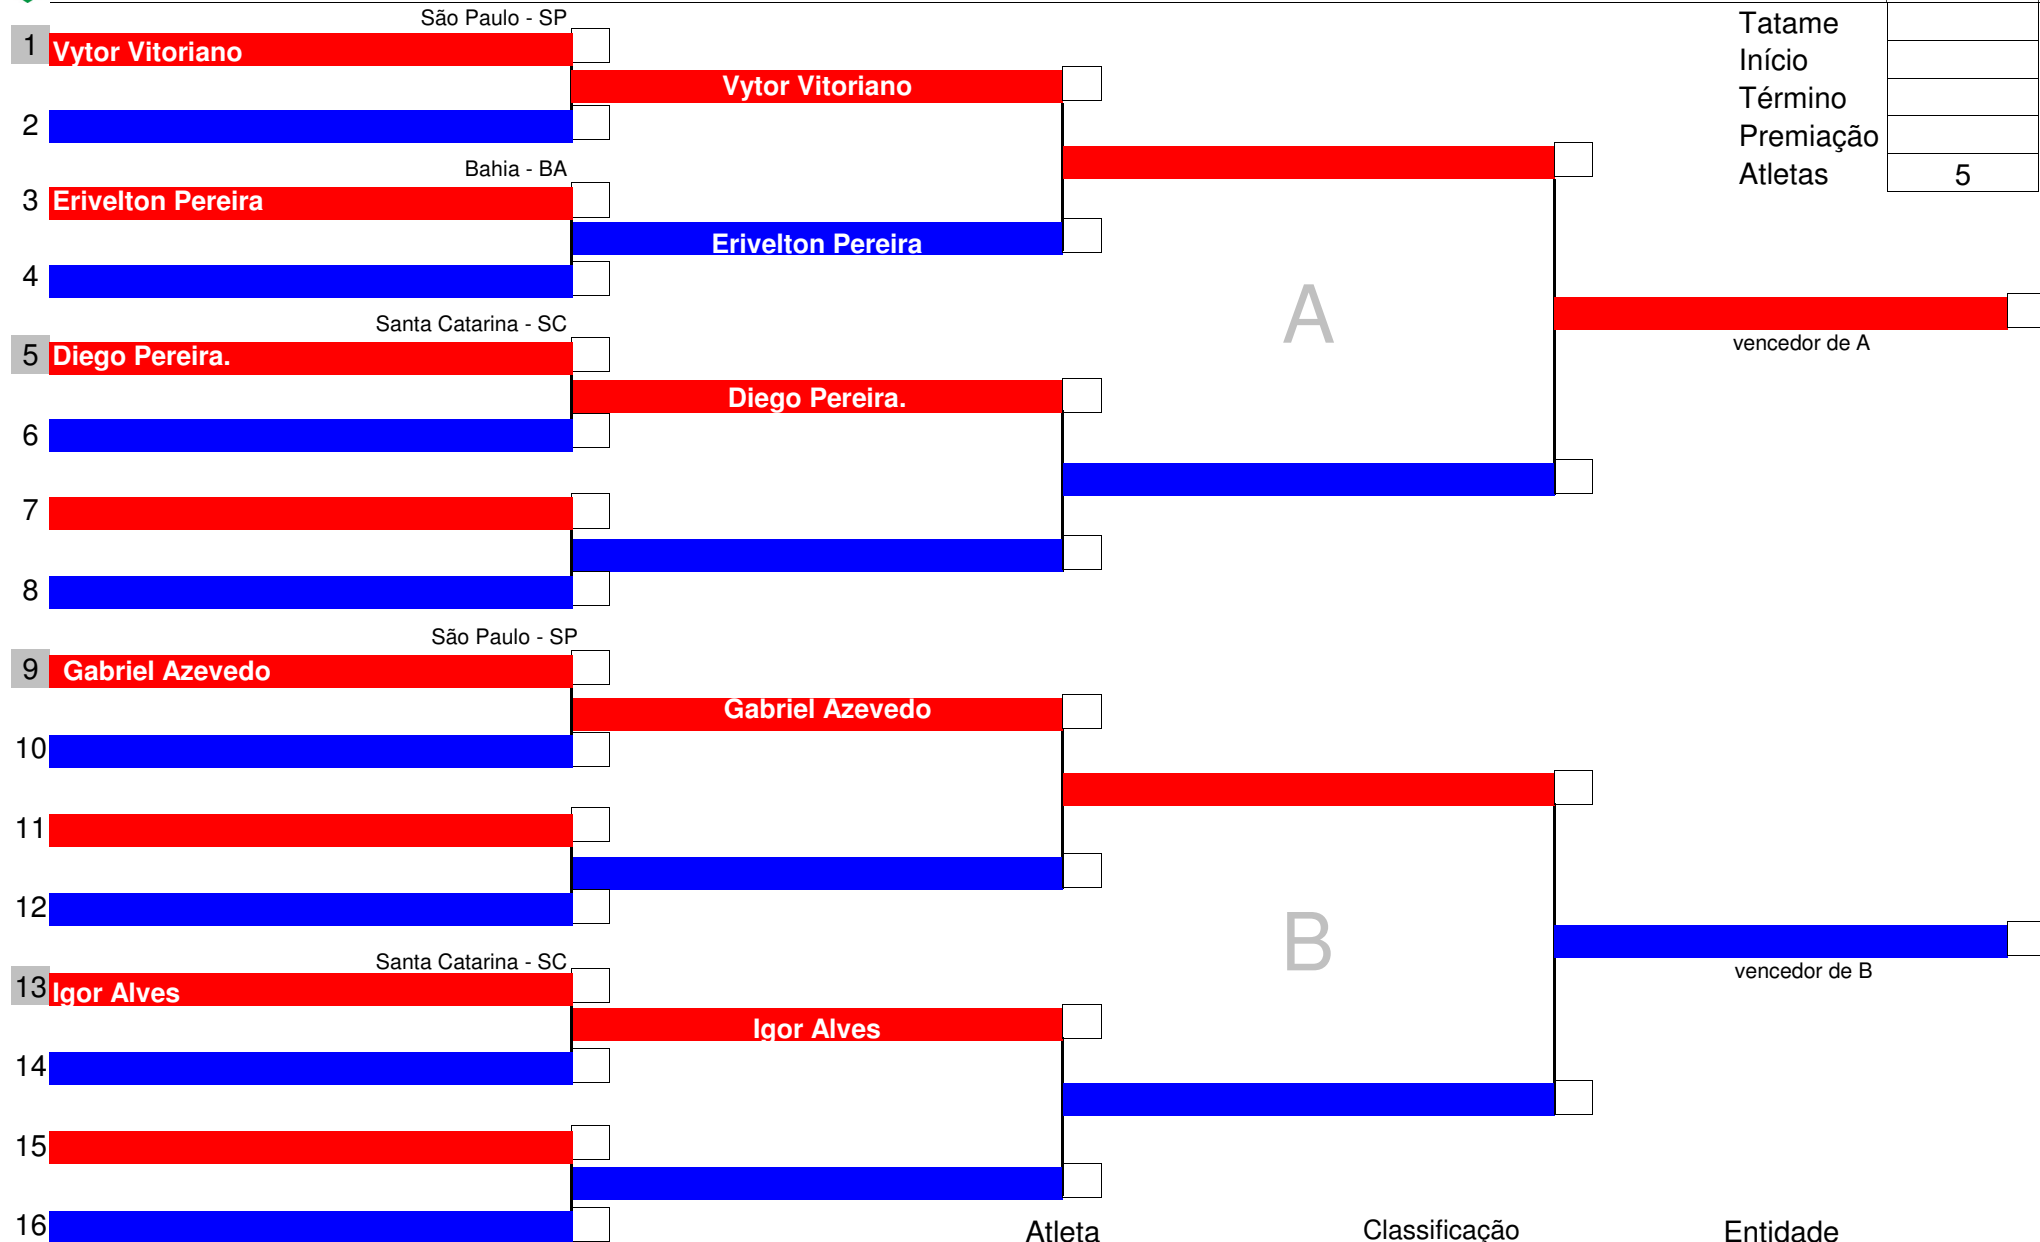 São Paulo - SP
Tatame
1 Vytor Vitoriano
Vytor Vitoriano
Início
Término
2
Premiação
Bahia - BA
Atletas 5
3 Erivelton Pereira
Erivelton Pereira
4
A
Santa Catarina - SC
vencedor de A
5 Diego Pereira.
Diego Pereira.
6
7
8
São Paulo - SP
9 Gabriel Azevedo
Gabriel Azevedo
10
11
12
B
Santa Catarina - SC
vencedor de B
13 Igor Alves
Igor Alves
14
15
16
Atleta Classificação Entidade